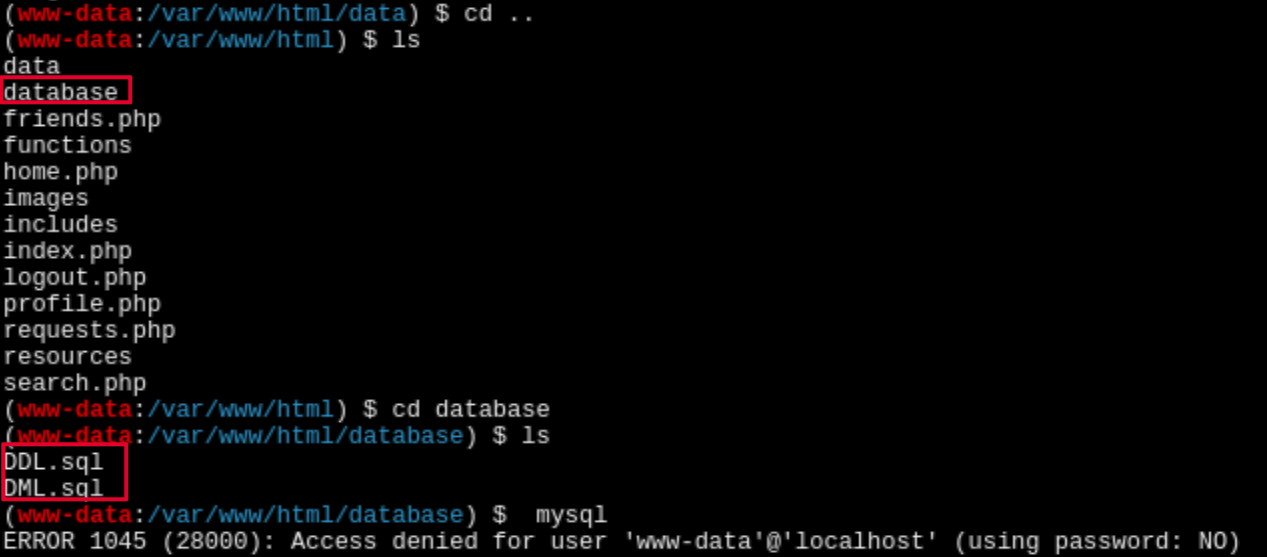 (www-data:/var/www/html/data) $ cd ..
(www-data:/var/www/html) $ ls
data
database
friends.php
functions
home.php
images
includes
index.php
logout.php
profile.php
requests.php
resources
search.php
(www-data:/var/www/html) $ cd database
(www-data:/var/www/html/database) $ ls
DDL.sql
DML.sql
(www-data:/var/www/html/database) $  mysql
ERROR 1045 (28000): Access denied for user 'www-data'@'localhost' (using password: NO)